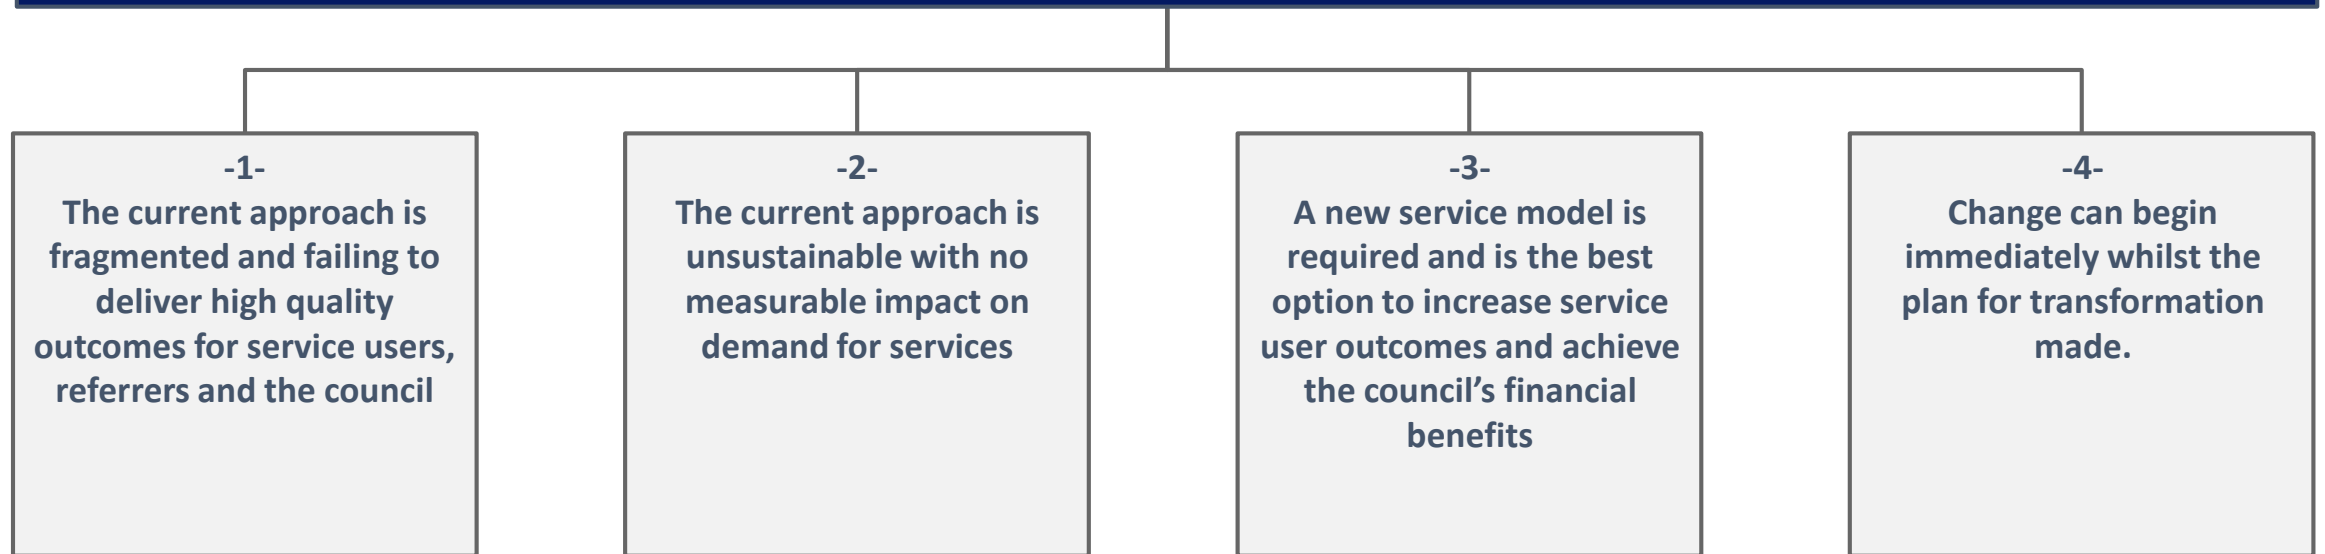 -1-
The current approach is
fragmented and failing to
deliver high quality
outcomes for service users,
referrers and the council
-2-
The current approach is
unsustainable with no
measurable impact on
demand for services
-3-
A new service model is
required and is the best
option to increase service
user outcomes and achieve
the council’s financial
benefits
-4-
Change can begin
immediately whilst the
plan for transformation
made.